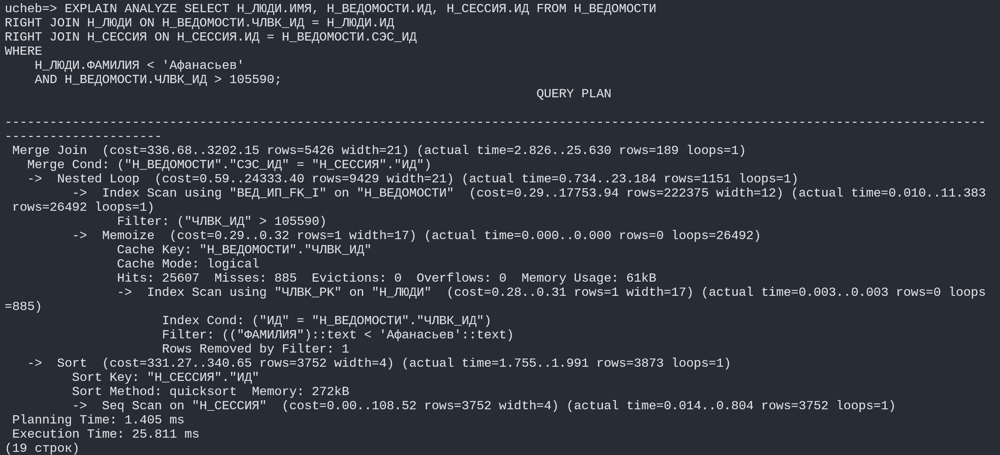 ucheb=> EXPLAIN ANALYZE SELECT Н_ЛЮДИ.ИМЯ, Н_ВЕДОМОСТИ.ИД, Н_СЕССИЯ.ИД FROM Н_ВЕДОМОСТИ
RIGHT JOIN Н_ЛЮДИ ON Н_ВЕДОМОСТИ.ЧЛВК_ИД = Н_ЛЮДИ.ИД
RIGHT JOIN Н_СЕССИЯ ON Н_СЕССИЯ.ИД = Н_ВЕДОМОСТИ.СЭС_ИД
WHERE
    Н_ЛЮДИ.ФАМИЛИЯ < 'Афанасьев'
    AND Н_ВЕДОМОСТИ.ЧЛВК_ИД > 105590;
QUERY PLAN
-----------------------------------------------------------------------------------------------------------------------------------
---------------------
 Merge Join  (cost=336.68..3202.15 rows=5426 width=21) (actual time=2.826..25.630 rows=189 loops=1)
   Merge Cond: ("Н_ВЕДОМОСТИ"."СЭС_ИД" = "Н_СЕССИЯ"."ИД")
   ->  Nested Loop  (cost=0.59..24333.40 rows=9429 width=21) (actual time=0.734..23.184 rows=1151 loops=1)
         ->  Index Scan using "ВЕД_ИП_FK_I" on "Н_ВЕДОМОСТИ"  (cost=0.29..17753.94 rows=222375 width=12) (actual time=0.010..11.383
 rows=26492 loops=1)
               Filter: ("ЧЛВК_ИД" > 105590)
         ->  Memoize  (cost=0.29..0.32 rows=1 width=17) (actual time=0.000..0.000 rows=0 loops=26492)
               Cache Key: "Н_ВЕДОМОСТИ"."ЧЛВК_ИД"
               Cache Mode: logical
               Hits: 25607  Misses: 885  Evictions: 0  Overflows: 0  Memory Usage: 61kB
               ->  Index Scan using "ЧЛВК_PK" on "Н_ЛЮДИ"  (cost=0.28..0.31 rows=1 width=17) (actual time=0.003..0.003 rows=0 loops
=885)
                     Index Cond: ("ИД" = "Н_ВЕДОМОСТИ"."ЧЛВК_ИД")
                     Filter: (("ФАМИЛИЯ")::text < 'Афанасьев'::text)
                     Rows Removed by Filter: 1
   ->  Sort  (cost=331.27..340.65 rows=3752 width=4) (actual time=1.755..1.991 rows=3873 loops=1)
         Sort Key: "Н_СЕССИЯ"."ИД"
         Sort Method: quicksort  Memory: 272kB
         ->  Seq Scan on "Н_СЕССИЯ"  (cost=0.00..108.52 rows=3752 width=4) (actual time=0.014..0.804 rows=3752 loops=1)
 Planning Time: 1.405 ms
 Execution Time: 25.811 ms
(19 строк)